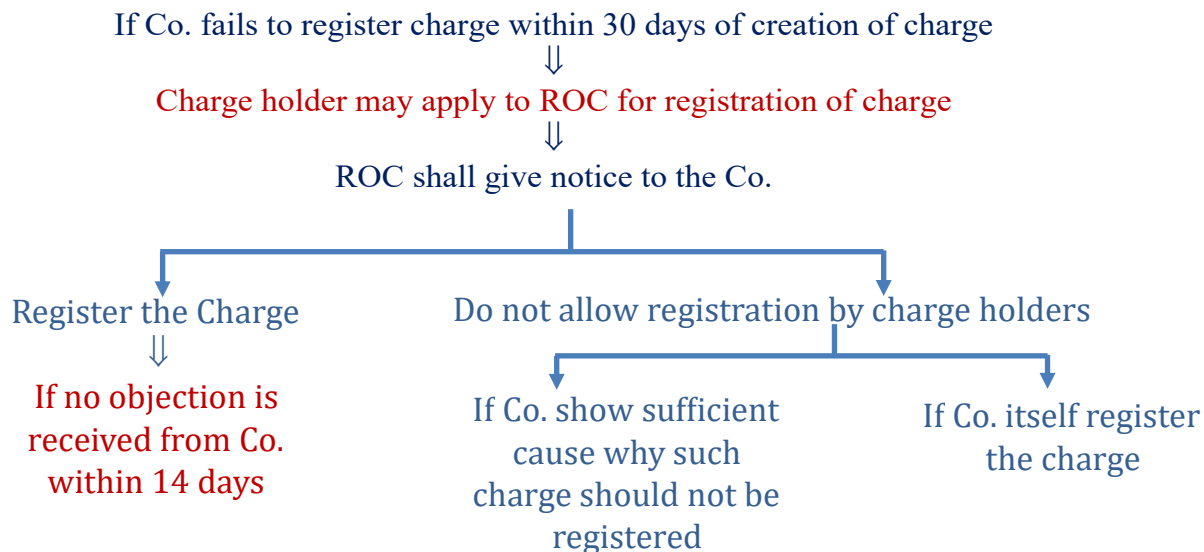 If Co. fails to register charge within 30 days of creation of charge
⇓
Charge holder may apply to ROC for registration of charge
⇓
ROC shall give notice to the Co.
Register the Charge
⇓
If no objection is
received from Co.
within 14 days
Do not allow registration by charge holders
If Co. show sufficient
cause why such
charge should not be
registered
If Co. itself register
the charge